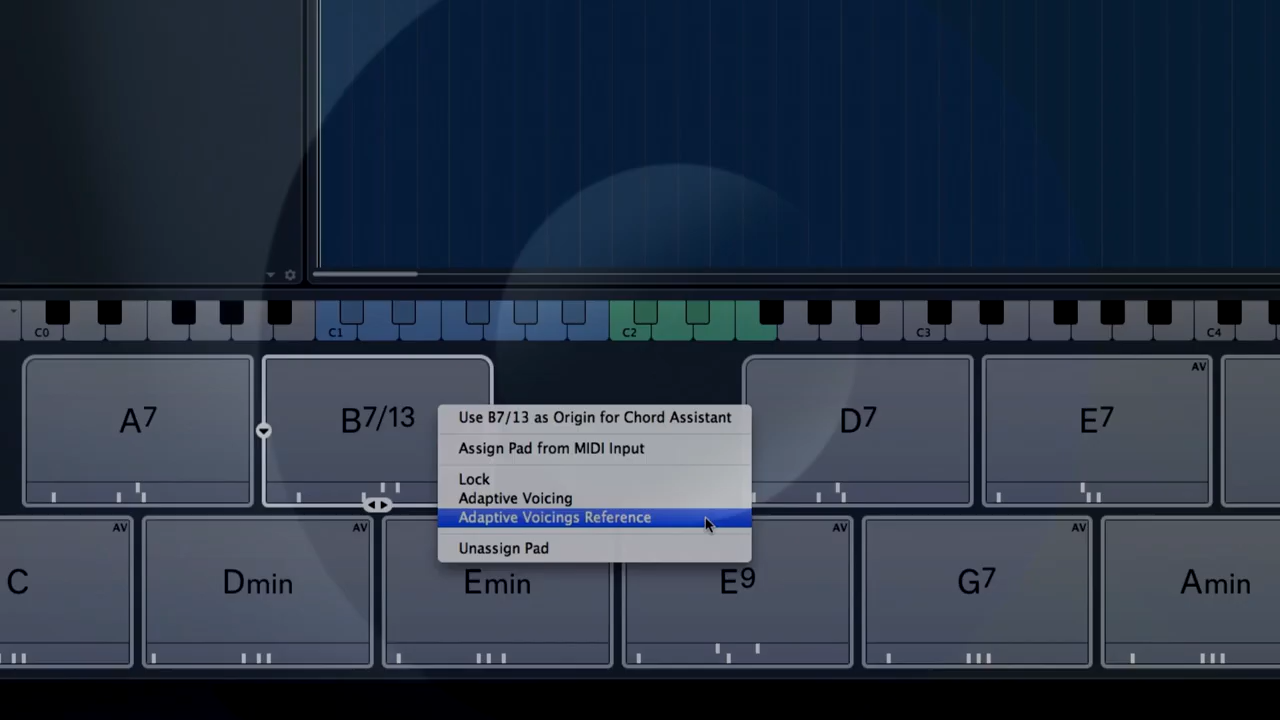 C0
C1
C2
C3
C4
A7
B7/13
D7
AV
E7
Use B7/13 as Origin for Chord Assistant
Assign Pad from MIDI Input
Lock
Adaptive Voicing
Adaptive Voicings Reference
Unassign Pad
C
AV
Dmin
AV
Emin
E9
AV
G7
AV
Amin